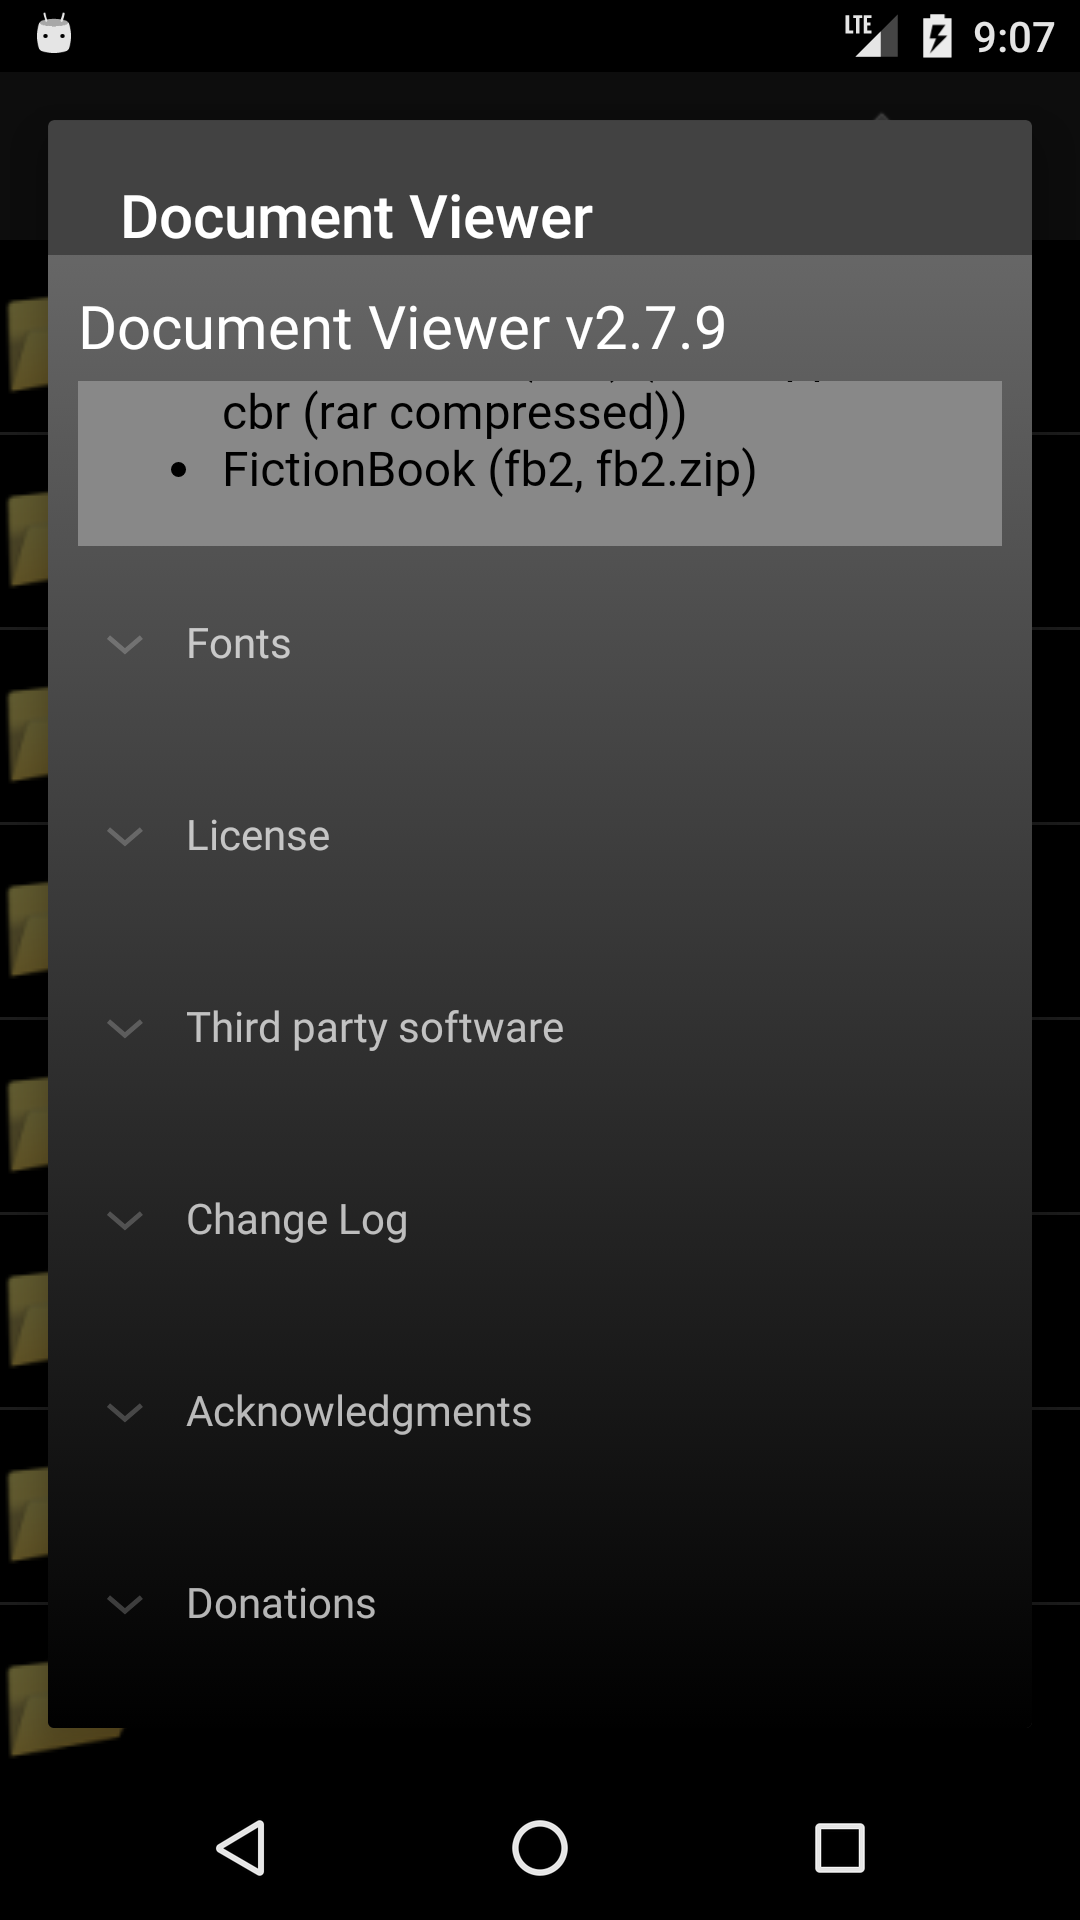 LTE 9:07
Document Viewer
Document Viewer v2.7.9
cbr (rar compressed))
• FictionBook (fb2, fb2.zip)
Fonts
License
Third party software
Change Log
Acknowledgments
Donations